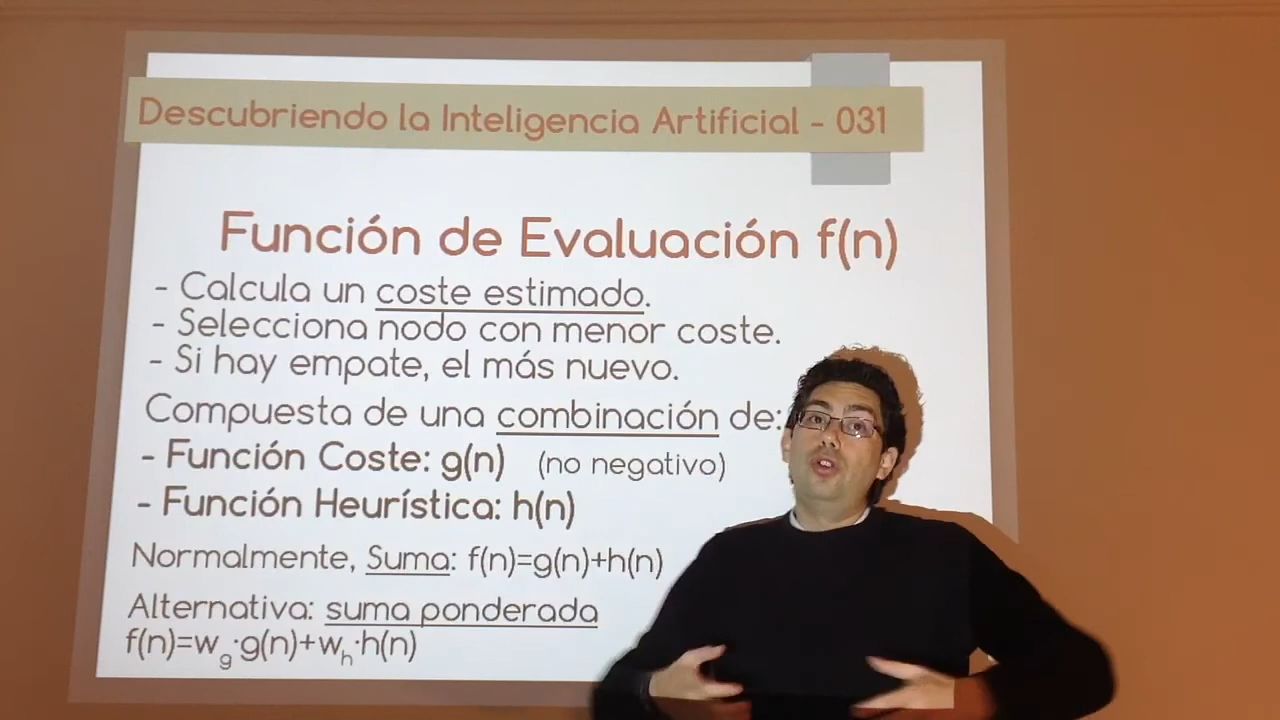 Descubriendo la Inteligencia Artificial - 031
Función de Evaluación f(n)
- Calcula un coste estimado.
- Selecciona nodo con menor coste.
- Si hay empate, el más nuevo.
Compuesta de una combinación de:
- Función Coste: g(n) (no negativo)
- Función Heurística: h(n)
Normalmente, Suma: f(n)=g(n)+h(n)
Alternativa: suma ponderada
f(n)=wg·g(n)+wh·h(n)